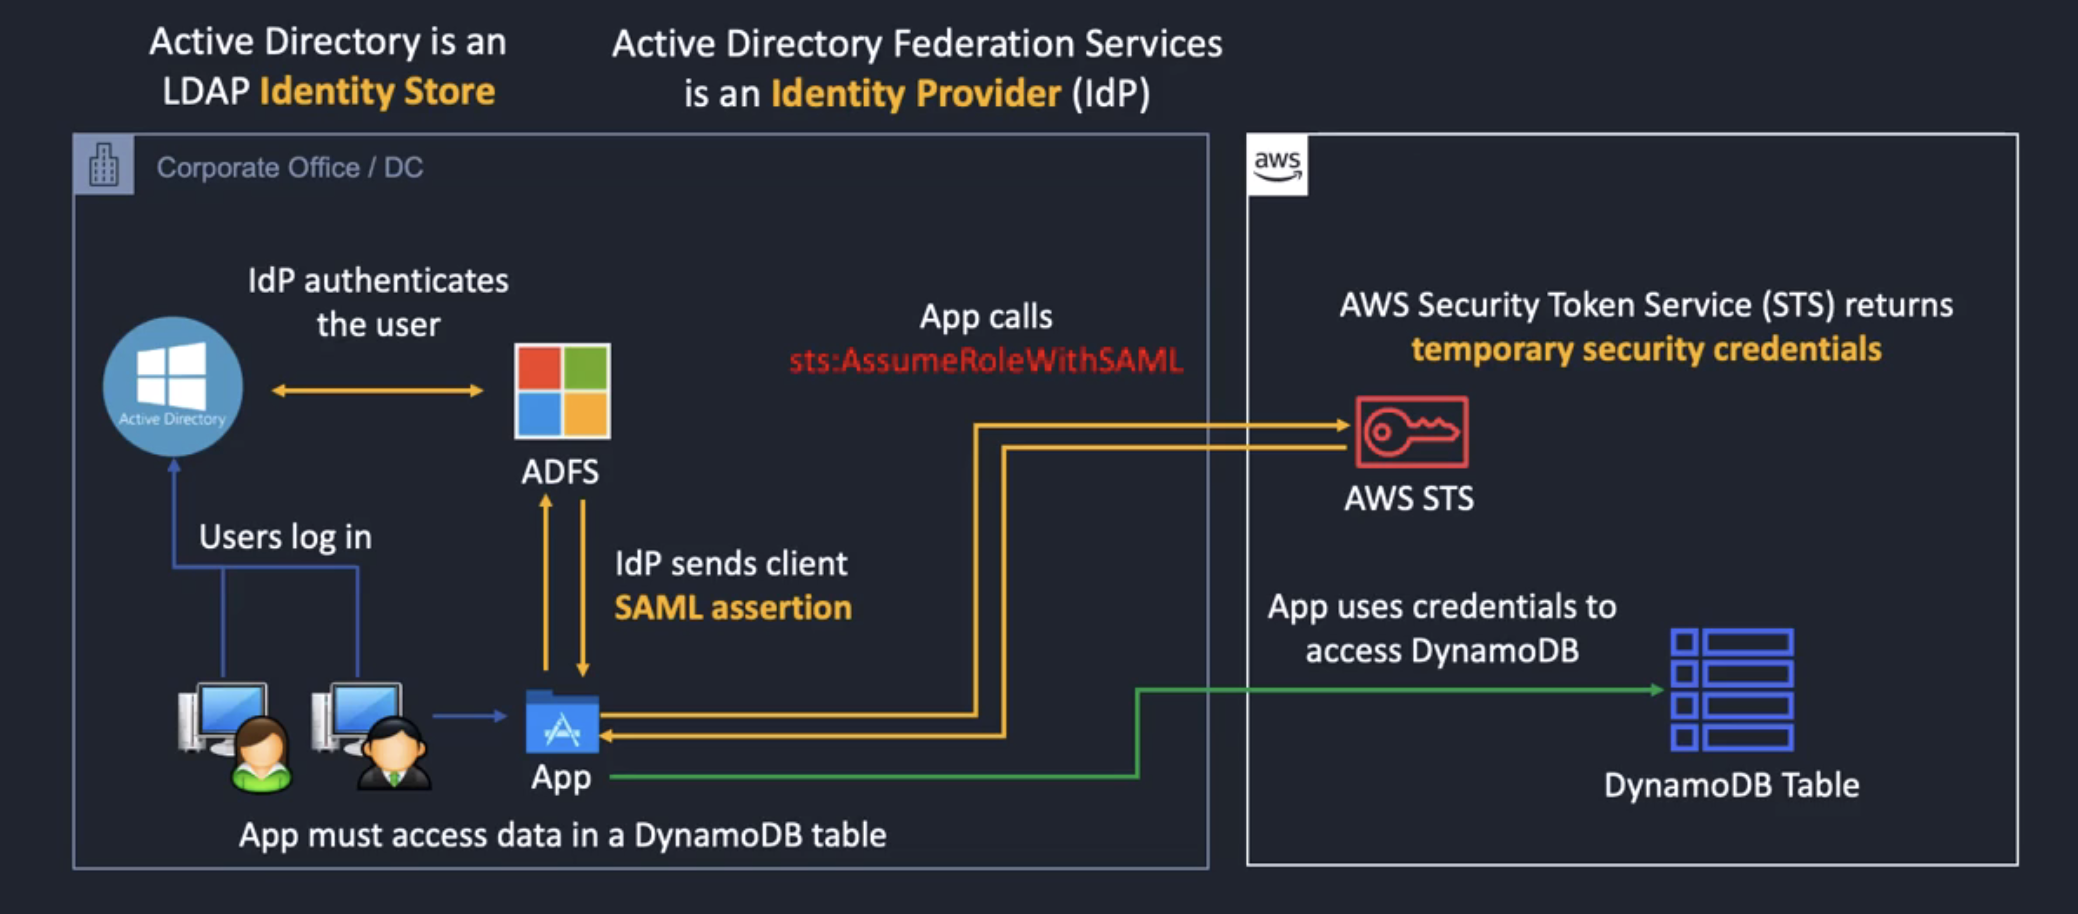 Active Directory is an
LDAP Identity Store
Active Directory Federation Services
is an Identity Provider (IdP)
Corporate Office / DC
aws
IdP authenticates
the user
App calls
sts:AssumeRoleWithSAML
AWS Security Token Service (STS) returns
temporary security credentials
Active Directory
ADFS
AWS STS
Users log in
IdP sends client
SAML assertion
App uses credentials to
access DynamoDB
App
DynamoDB Table
App must access data in a DynamoDB table